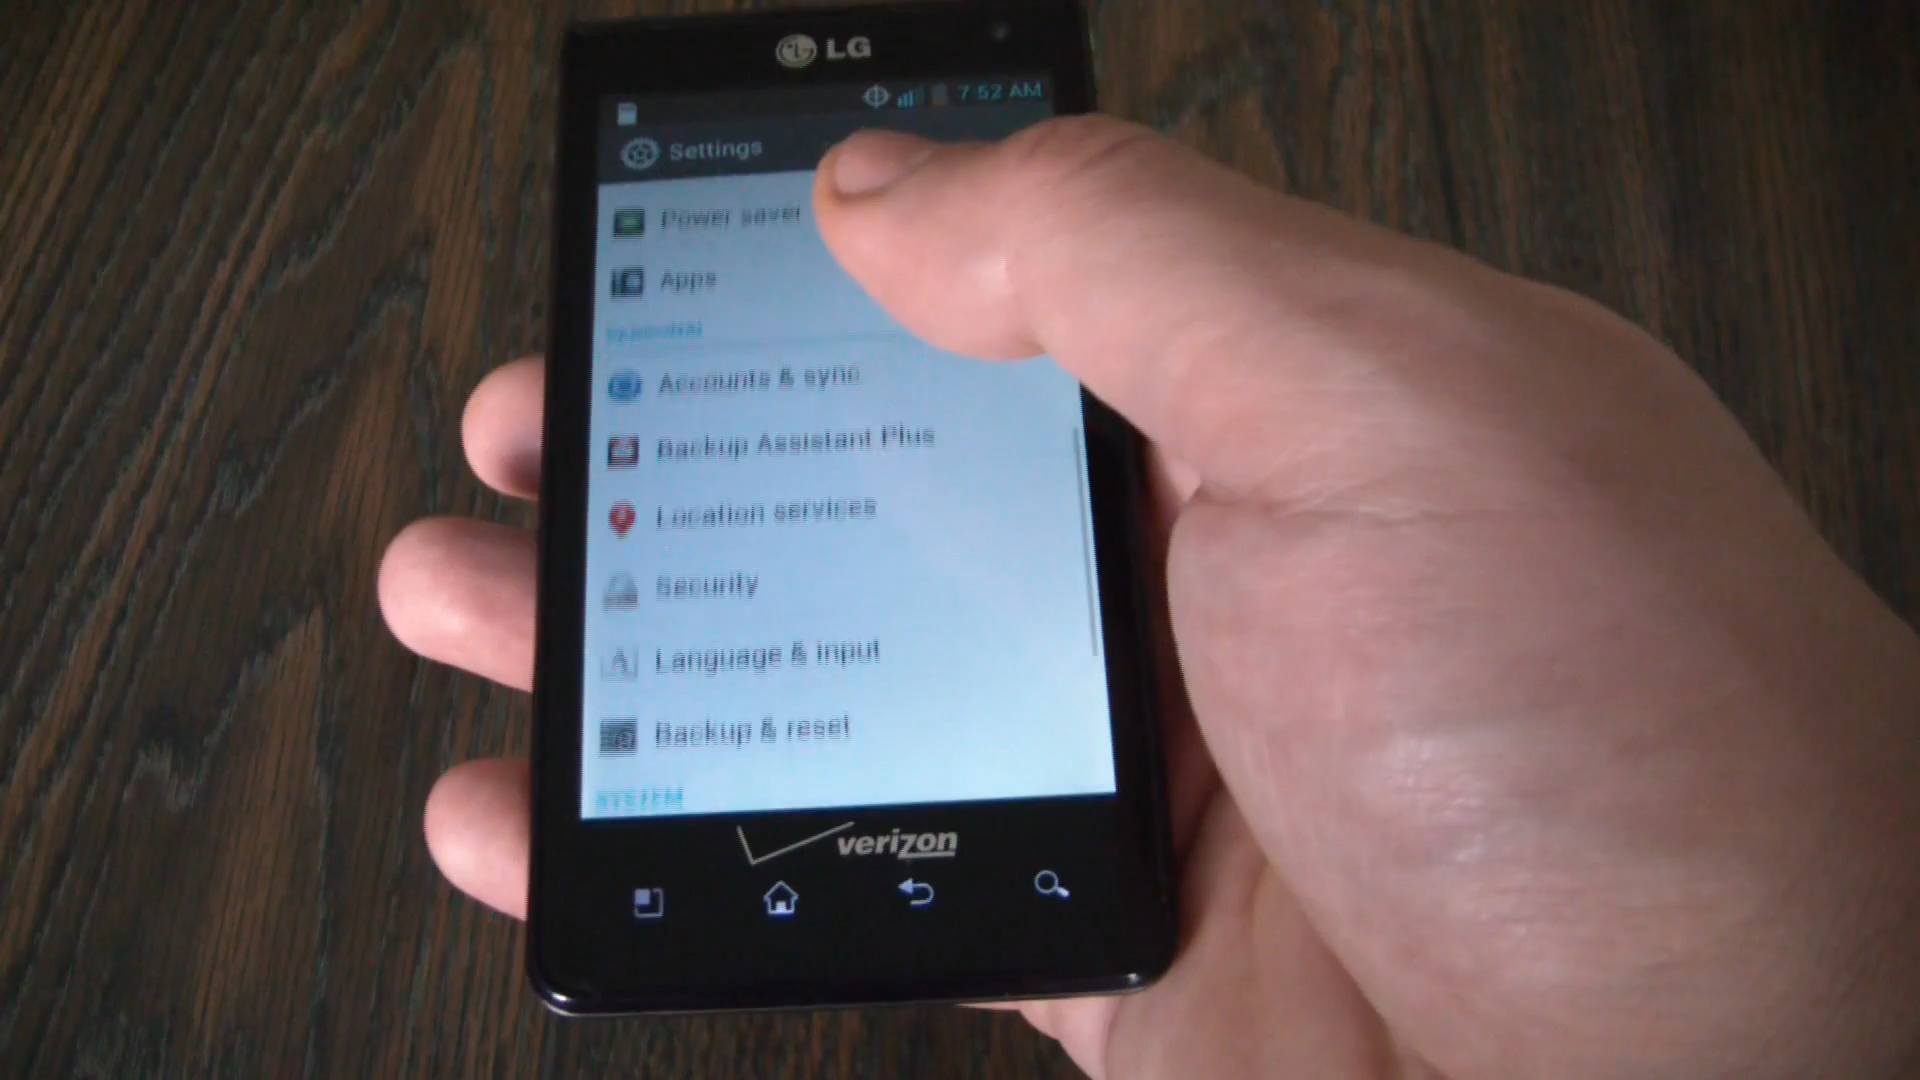 LG
7:52 AM
Settings
Power saver
Apps
PERSONAL
Accounts & sync
Backup Assistant Plus
Location services
Security
Language & input
Backup & reset
SYSTEM
verizon